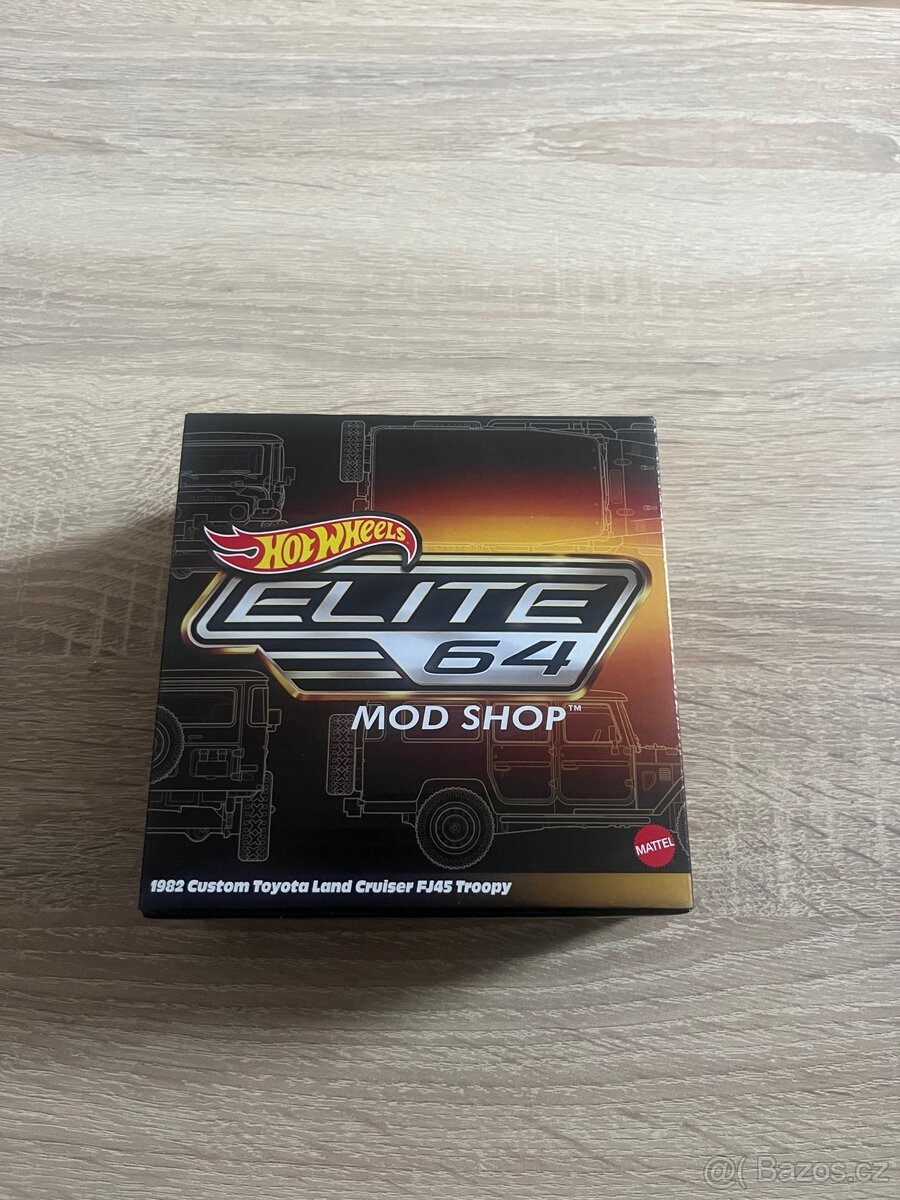 HOT WHEELS
ELITE
64
MOD SHOP™
MATTEL
1982 Custom Toyota Land Cruiser FJ45 Troopy
@( Bazos.cz